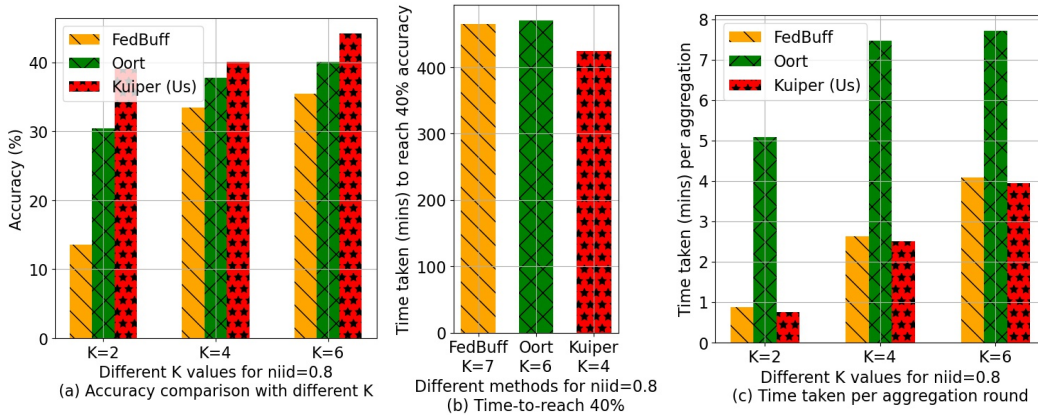 FedBuff
Oort
Kuiper (Us)
40
30
20
10
0
Accuracy (%)
K=2 K=4 K=6
Different K values for niid=0.8
(a) Accuracy comparison with different K
Time taken (mins) to reach 40% accuracy
400
300
200
100
0
FedBuff Oort Kuiper
K=7 K=6 K=4
Different methods for niid=0.8
(b) Time-to-reach 40%
Time taken (mins) per aggregation
8
7
6
5
4
3
2
1
0
FedBuff
Oort
Kuiper (Us)
K=2 K=4 K=6
Different K values for niid=0.8
(c) Time taken per aggregation round